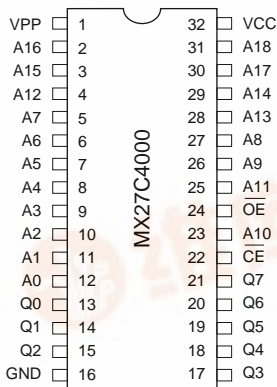 VPP 1 32 VCC
A16 2 31 A18
A15 3 30 A17
A12 4 29 A14
A7 5 28 A13
A6 6 27 A8
A5 7 26 A9
A4 8 25 A11
A3 9 24 OE
A2 10 23 A10
A1 11 22 CE
A0 12 21 Q7
Q0 13 20 Q6
Q1 14 19 Q5
Q2 15 18 Q4
GND 16 17 Q3
MX27C4000